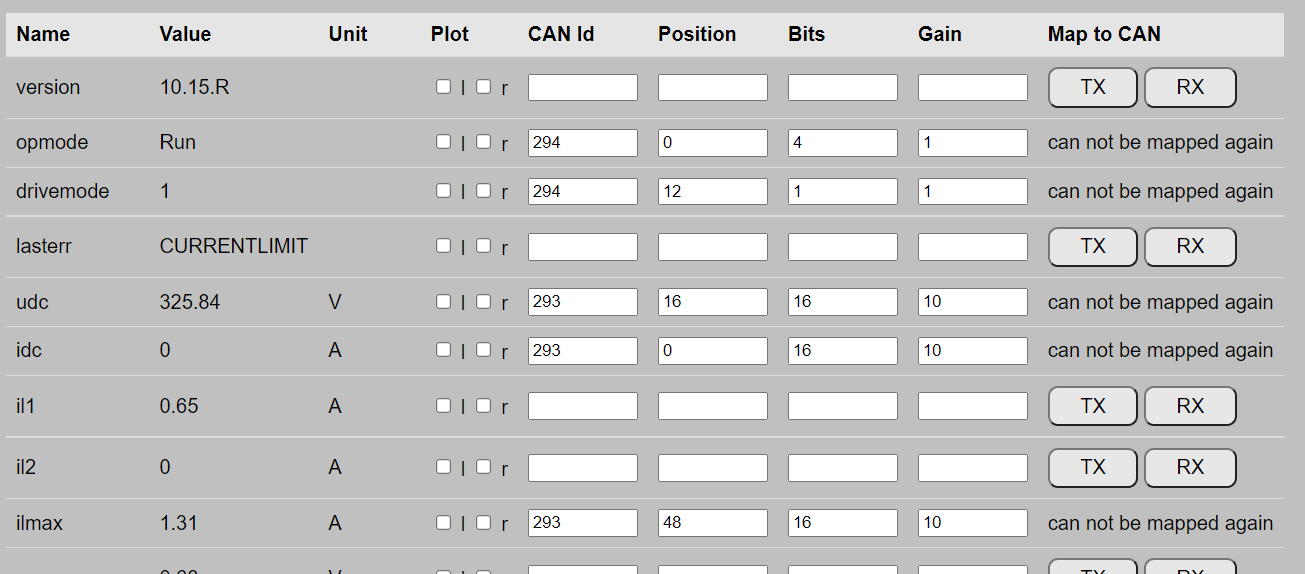 Name Value Unit Plot CAN Id Position Bits Gain Map to CAN
version 10.15.R l r TX RX
opmode Run l r 294 0 4 1 can not be mapped again
drivemode 1 l r 294 12 1 1 can not be mapped again
lasterr CURRENTLIMIT l r TX RX
udc 325.84 V l r 293 16 16 10 can not be mapped again
idc 0 A l r 293 0 16 10 can not be mapped again
il1 0.65 A l r TX RX
il2 0 A l r TX RX
ilmax 1.31 A l r 293 48 16 10 can not be mapped again
TX RX